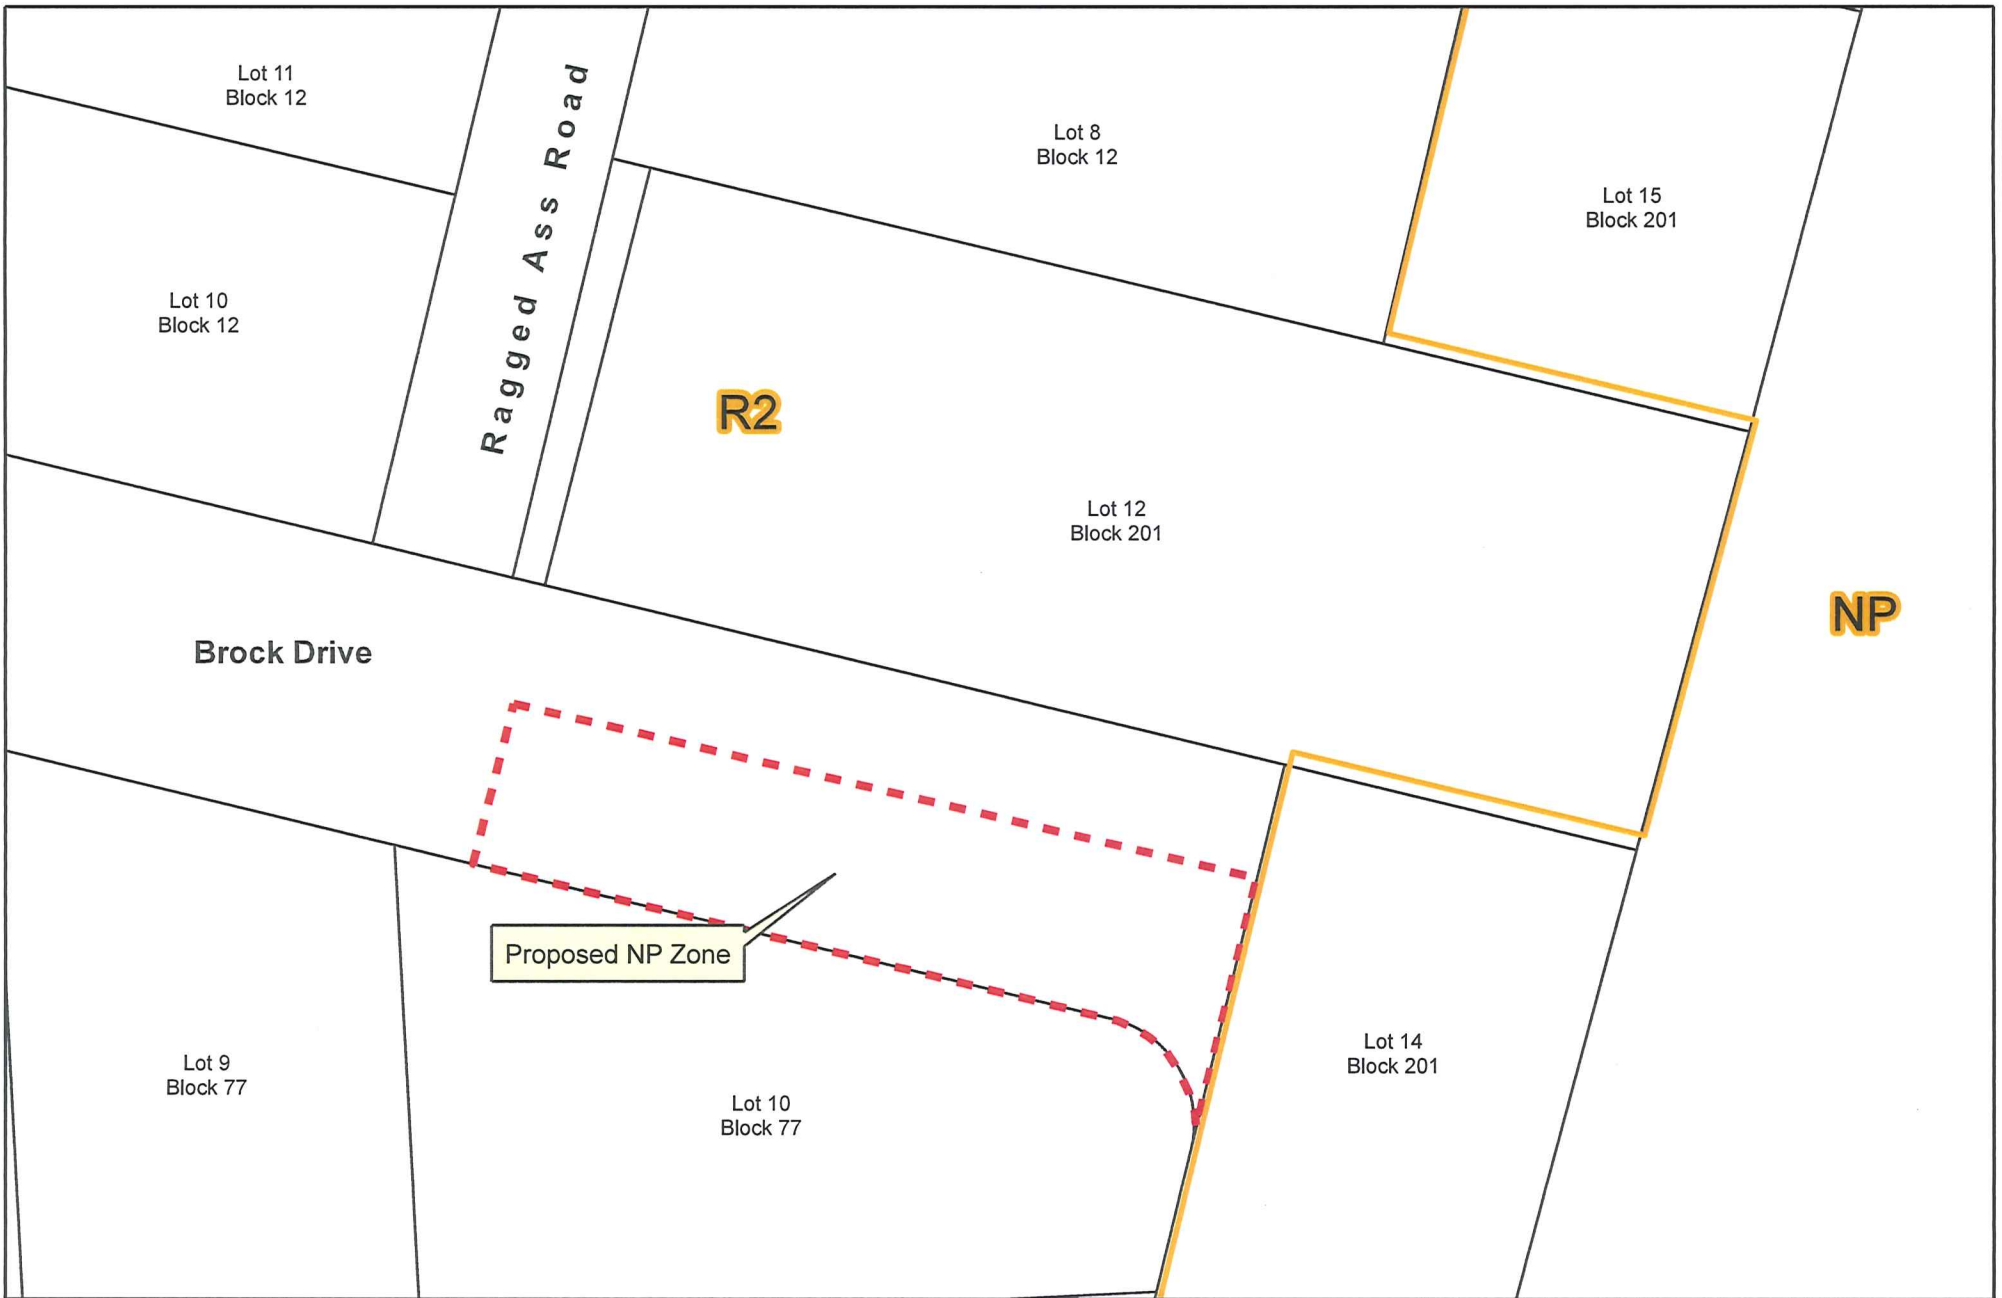 Lot 11
Block 12
Ragged Ass Road
Lot 8
Block 12
Lot 15
Block 201
Lot 10
Block 12
R2
Lot 12
Block 201
NP
Brock Drive
Proposed NP Zone
Lot 9
Block 77
Lot 10
Block 77
Lot 14
Block 201